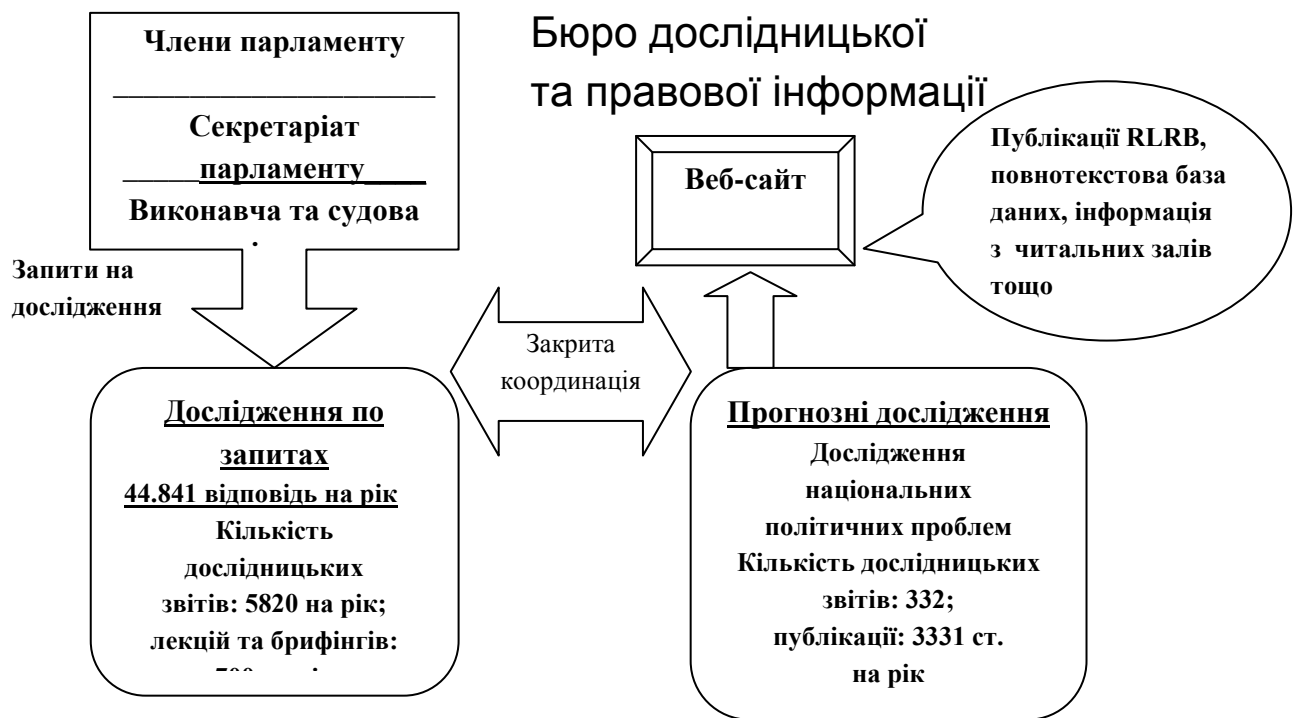 Бюро дослідницької
та правової інформації
Члени парламенту
Секретаріат
парламенту
Виконавча та судова
Запити на
дослідження
Веб-сайт
Публікації RLRB,
повнотекстова база
даних, інформація
з читальних залів
тощо
Закрита
координація
Дослідження по
запитах
44.841 відповідь на рік
Кількість
дослідницьких
звітів: 5820 на рік;
лекцій та брифінгів:
Прогнозні дослідження
Дослідження
національних
політичних проблем
Кількість дослідницьких
звітів: 332;
публікації: 3331 ст.
на рік